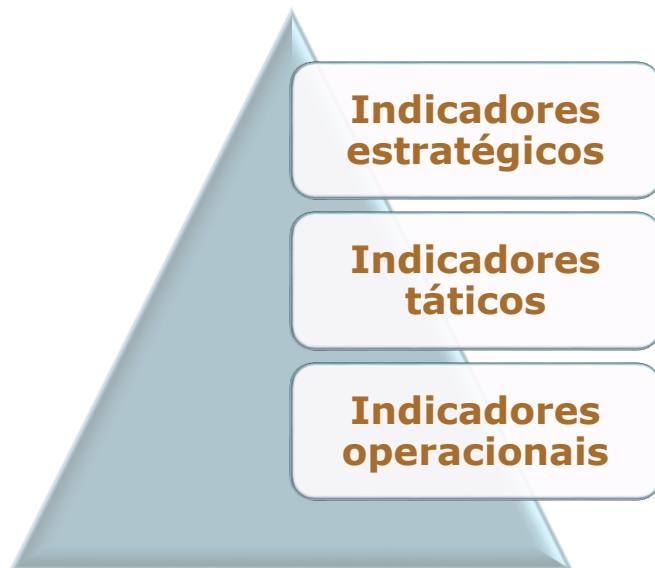 Indicadores
estratégicos
Indicadores
táticos
Indicadores
operacionais